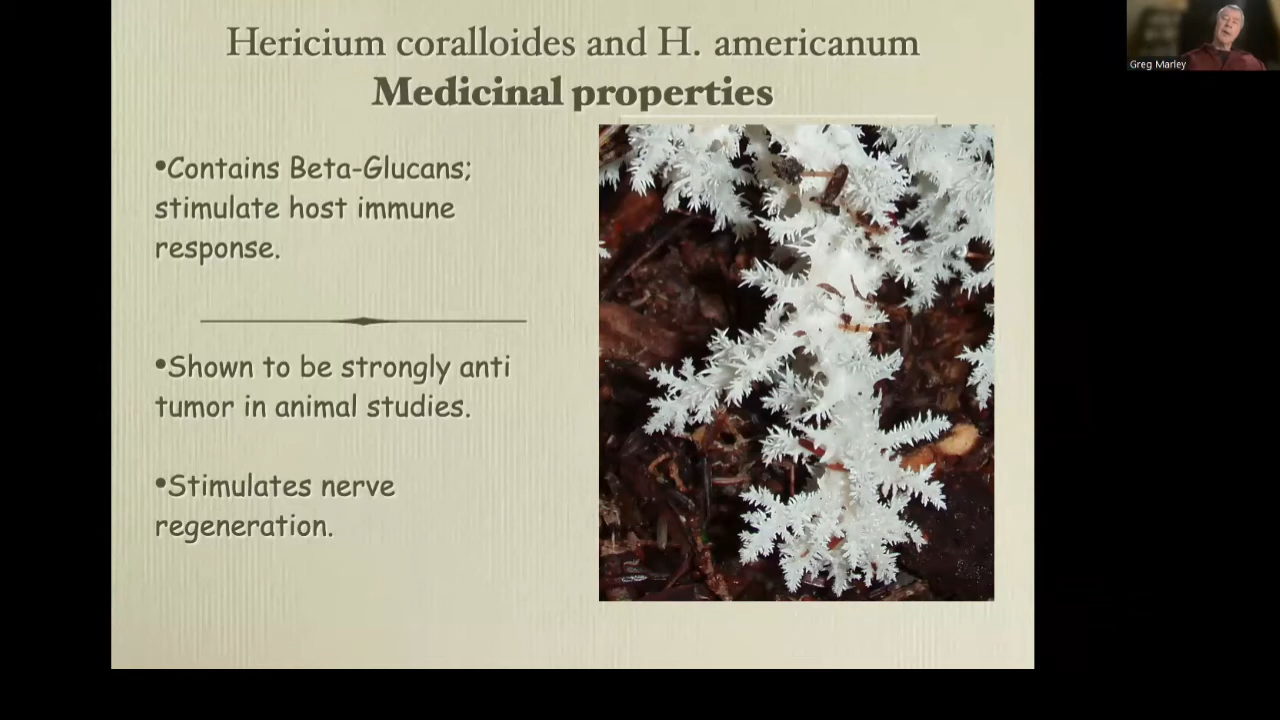 Hericium coralloides and H. americanum
Medicinal properties
Greg Marley
•Contains Beta-Glucans;
stimulate host immune
response.
•Shown to be strongly anti
tumor in animal studies.
•Stimulates nerve
regeneration.